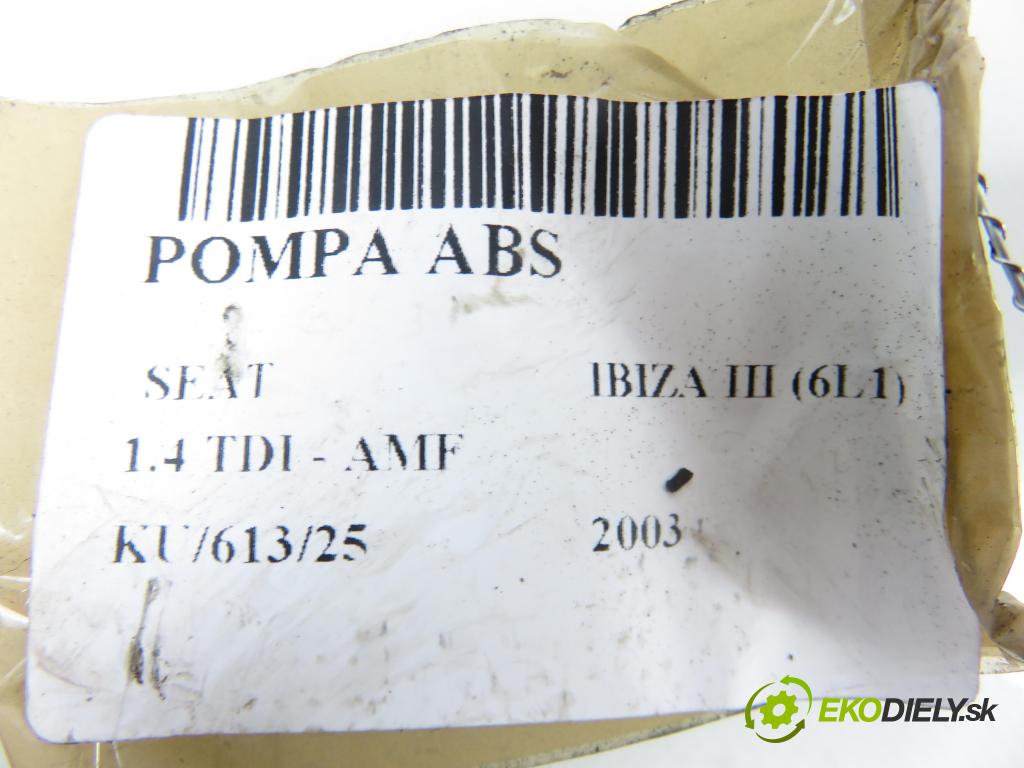 POMPA ABS
SEAT IBIZA III (6L1)
1.4 TDI - AMF
KU/613/25 2003
EKODIELY.sk